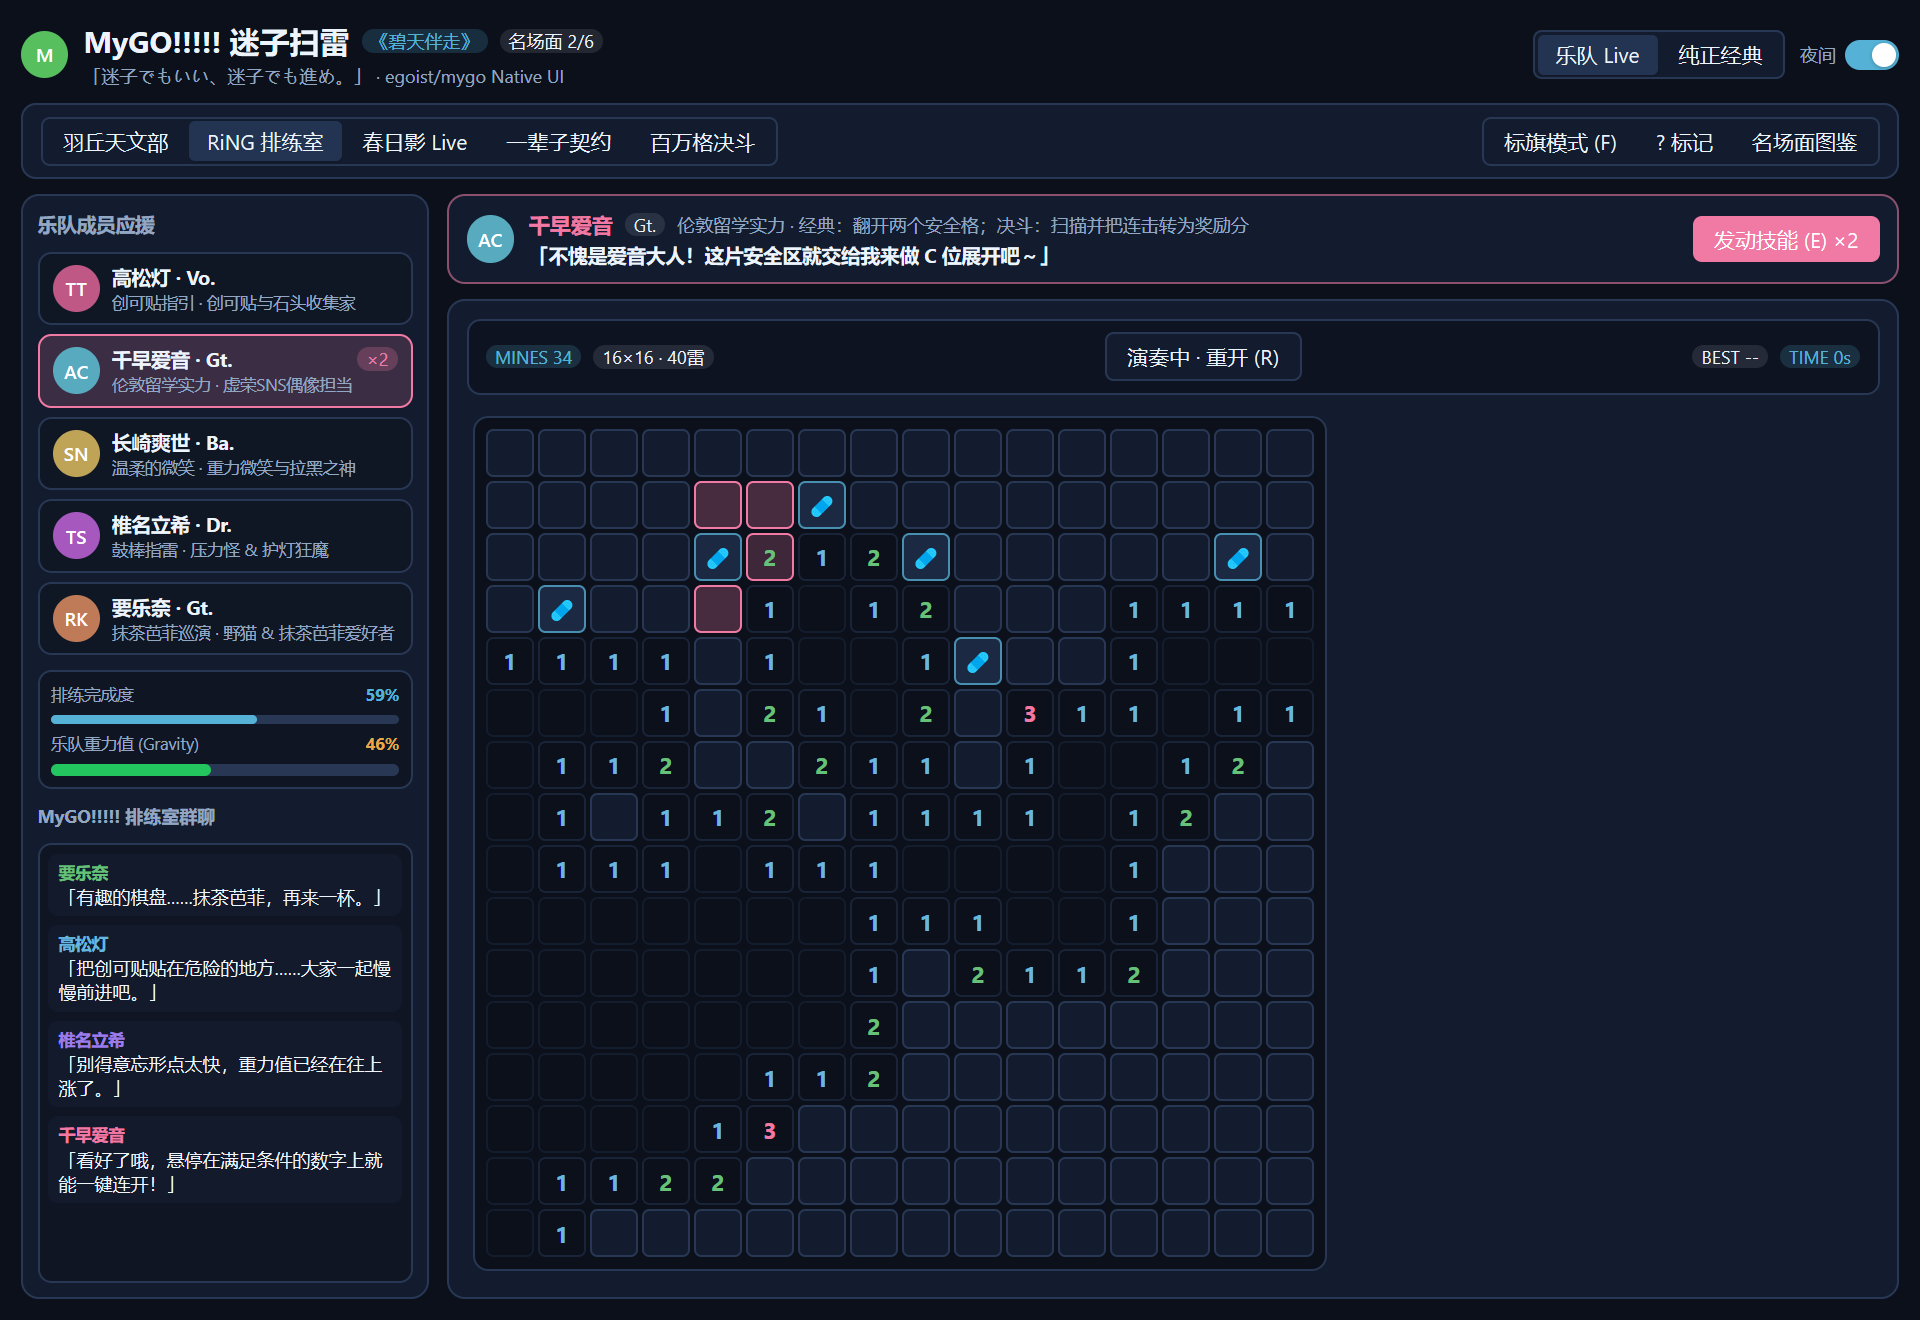 M
MyGO!!!!! 迷子扫雷 《碧天伴走》 名场面 2/6
「迷子でもいい、迷子でも進め。」 · egoist/mygo Native UI
乐队 Live 纯正经典 夜间
羽丘天文部 RiNG 排练室 春日影 Live 一辈子契约 百万格决斗
标旗模式 (F) ? 标记 名场面图鉴
乐队成员应援
TT
高松灯 · Vo.
创可贴指引 · 创可贴与石头收集家
AC
千早爱音 · Gt. ×2
伦敦留学实力 · 虚荣SNS偶像担当
SN
长崎爽世 · Ba.
温柔的微笑 · 重力微笑与拉黑之神
TS
椎名立希 · Dr.
鼓棒指雷 · 压力怪 & 护灯狂魔
RK
要乐奈 · Gt.
抹茶芭菲巡演 · 野猫 & 抹茶芭菲爱好者
排练完成度 59%
乐队重力值 (Gravity) 46%
MyGO!!!!! 排练室群聊
要乐奈
「有趣的棋盘......抹茶芭菲，再来一杯。」
高松灯
「把创可贴贴在危险的地方......大家一起慢
慢前进吧。」
椎名立希
「别得意忘形点太快，重力值已经在往上
涨了。」
千早爱音
「看好了哦，悬停在满足条件的数字上就
能一键连开！」
AC
千早爱音 Gt. 伦敦留学实力 · 经典：翻开两个安全格；决斗：扫描并把连击转为奖励分
「不愧是爱音大人！这片安全区就交给我来做 C 位展开吧～」
发动技能 (E) ×2
MINES 34 16×16 · 40雷 演奏中 · 重开 (R) BEST -- TIME 0s
2 1 2
1 1 2 1 1 1 1
1 1 1 1 1 1 1
1 2 1 2 3 1 1 1 1
1 1 2 2 1 1 1 1 2
1 1 1 2 1 1 1 1 1 2
1 1 1 1 1 1 1
1 1 1 1
1 2 1 1 2
2
1 1 2
1 3
1 1 2 2
1